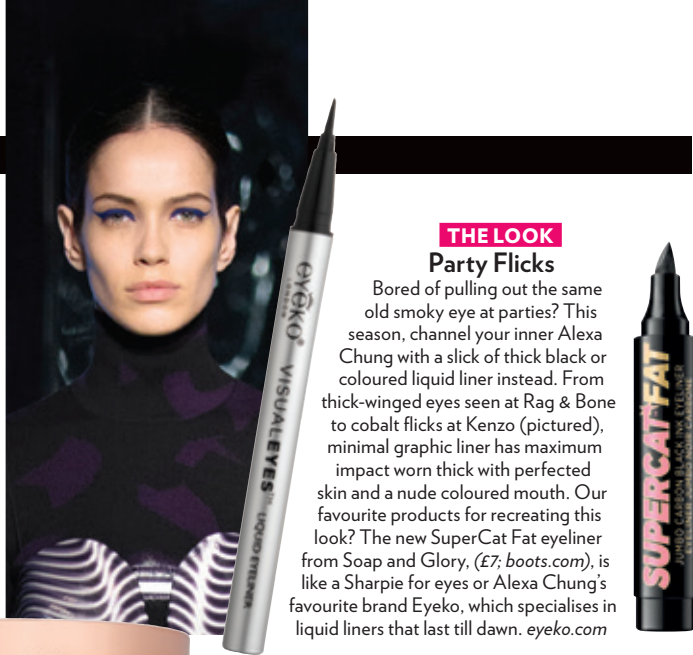 THE LOOK
Party Flicks
Bored of pulling out the same
old smoky eye at parties? This
season, channel your inner Alexa
Chung with a slick of thick black or
coloured liquid liner instead. From
thick-winged eyes seen at Rag & Bone
to cobalt flicks at Kenzo (pictured),
minimal graphic liner has maximum
impact worn thick with perfected
skin and a nude coloured mouth. Our
favourite products for recreating this
look? The new SuperCat Fat eyeliner
from Soap and Glory, (£7; boots.com), is
like a Sharpie for eyes or Alexa Chung's
favourite brand Eyeko, which specialises in
liquid liners that last till dawn. eyeko.com
eyeko®
LONDON
VISUALEYES™ LIQUID EYELINER
SUPERCAT FAT
JUMBO CARBON BLACK INK EYELINER